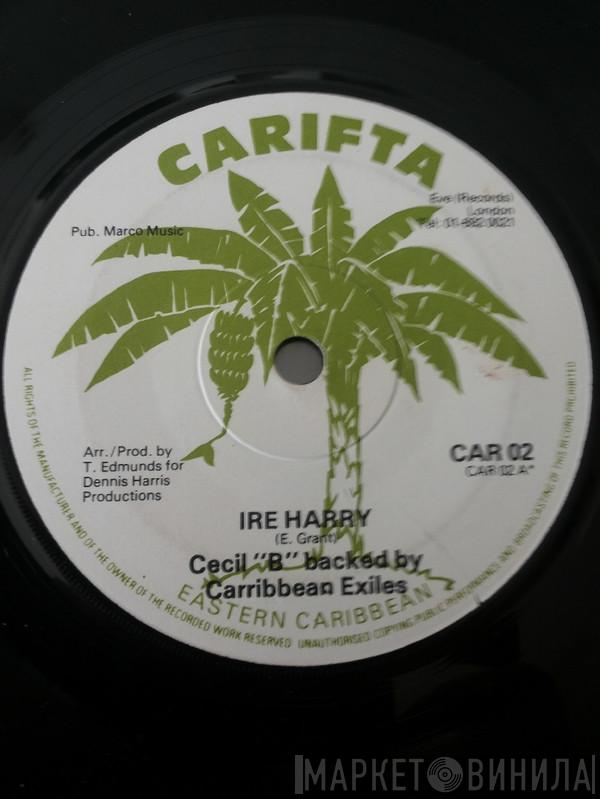 CARIFTA
Pub. Marco Music
Eve (Records)
London
Tel: 01-882 0021
Arr./Prod. by
T. Edmunds for
Dennis Harris
Productions
CAR 02
CAR 02 A*
IRE HARRY
(E. Grant)
Cecil "B" backed by
Carribbean Exiles
EASTERN CARIBBEAN
ALL RIGHTS OF THE MANUFACTURER AND OF THE OWNER OF THE RECORDED WORK RESERVED UNAUTHORISED COPYING PUBLIC PERFORMANCE AND BROADCASTING OF THIS RECORD PROHIBITED
МАРКЕТ ВИНИЛА